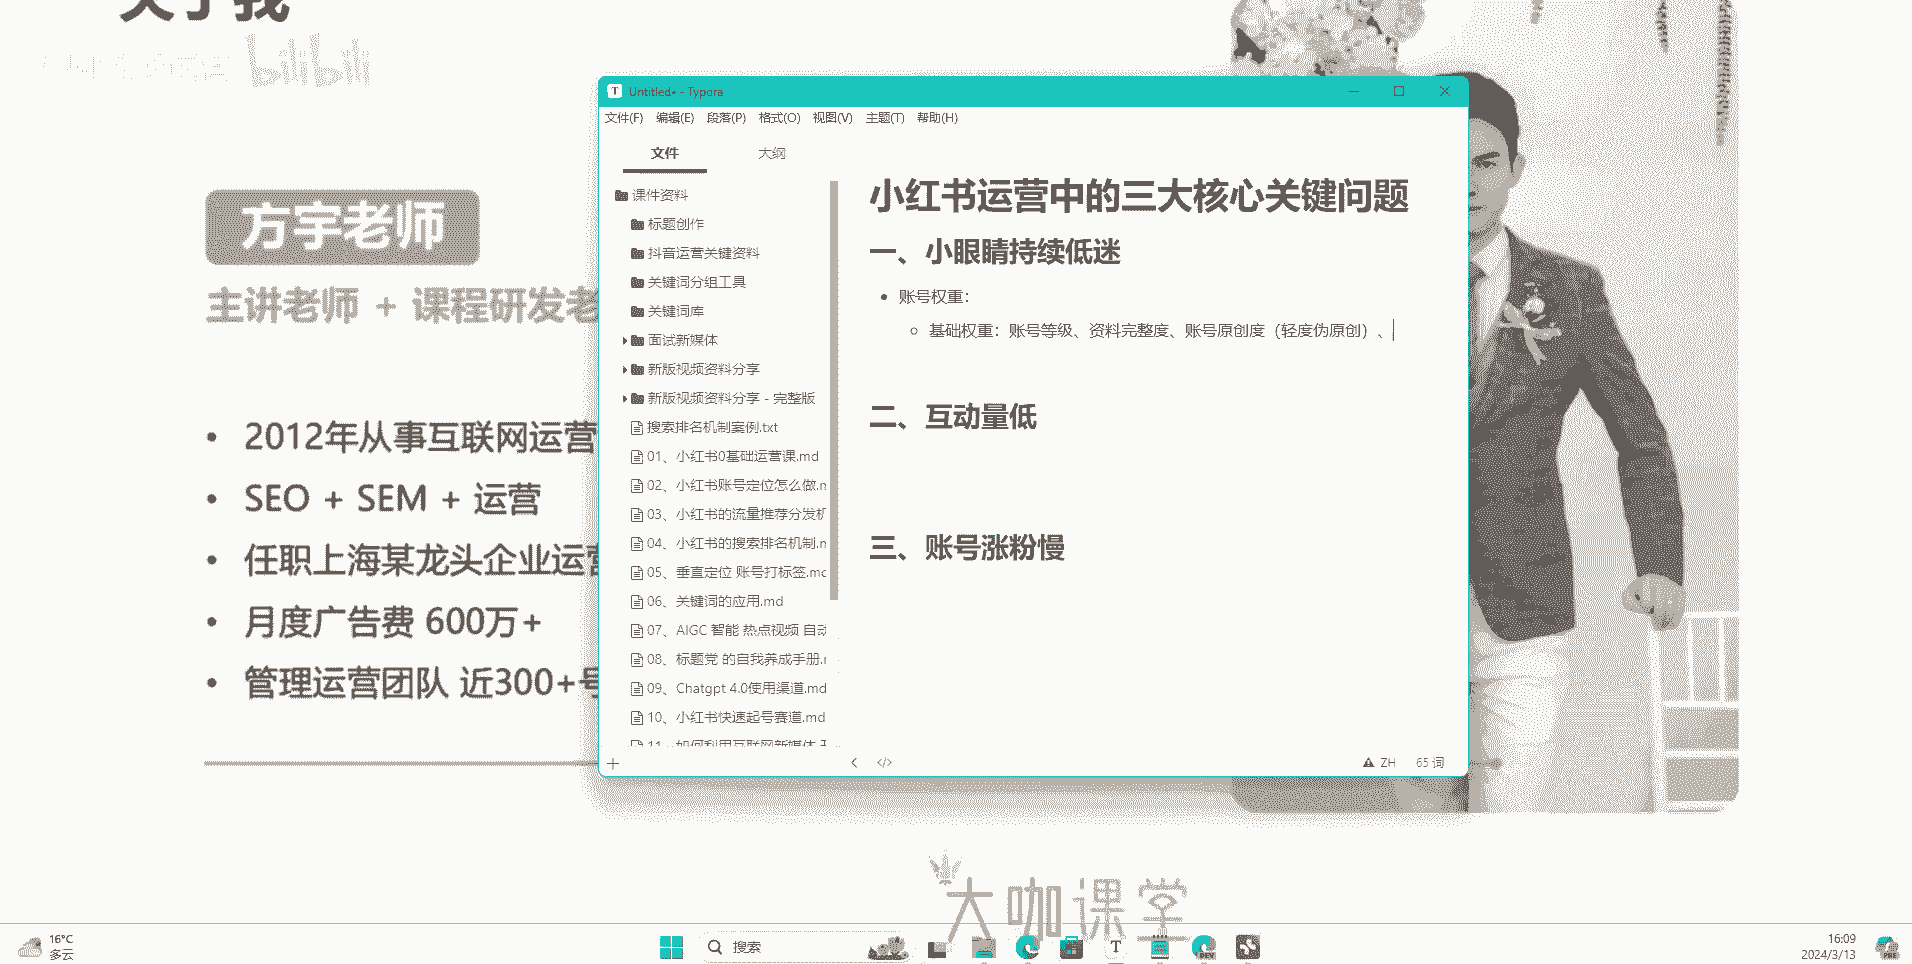 关于我
bilibili
方宇老师
主讲老师 + 课程研发老
2012年从事互联网运营
SEO + SEM + 运营
任职上海某龙头企业运营
月度广告费 600万+
管理运营团队 近300+号
Untitled• - Typora
文件(F) 编辑(E) 段落(P) 格式(O) 视图(V) 主题(T) 帮助(H)
文件 大纲
课件资料
标题创作
抖音运营关键资料
关键词分组工具
关键词库
面试新媒体
新版视频资料分享
新版视频资料分享 - 完整版
搜索排名机制案例.txt
01、小红书0基础运营课.md
02、小红书账号定位怎么做.m
03、小红书的流量推荐分发机
04、小红书的搜索排名机制.m
05、垂直定位 账号打标签.md
06、关键词的应用.md
07、AIGC 智能 热点视频 自动
08、标题党 的自我养成手册.m
09、Chatgpt 4.0使用渠道.md
10、小红书快速起号赛道.md
11、如何利用互联网新媒体
小红书运营中的三大核心关键问题
一、小眼睛持续低迷
账号权重：
基础权重：账号等级、资料完整度、账号原创度（轻度伪原创）、
二、互动量低
三、账号涨粉慢
ZH 65 词
大咖课堂
16°C
多云
搜索
16:09
2024/3/13